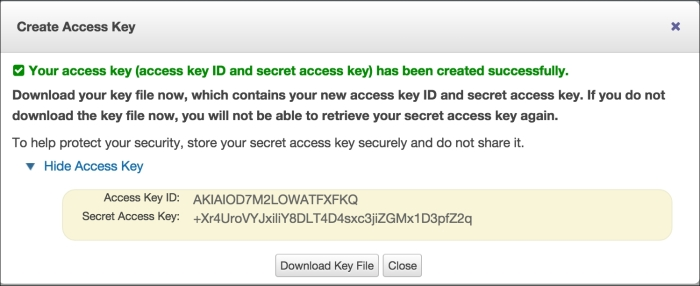 Create Access Key
Your access key (access key ID and secret access key) has been created successfully.
Download your key file now, which contains your new access key ID and secret access key. If you do not
download the key file now, you will not be able to retrieve your secret access key again.
To help protect your security, store your secret access key securely and do not share it.
Hide Access Key
Access Key ID: AKIAIOD7M2LOWATFXFKQ
Secret Access Key: +Xr4UroVYJxiliY8DLT4D4sxc3jiZGMx1D3pfZ2q
Download Key File Close